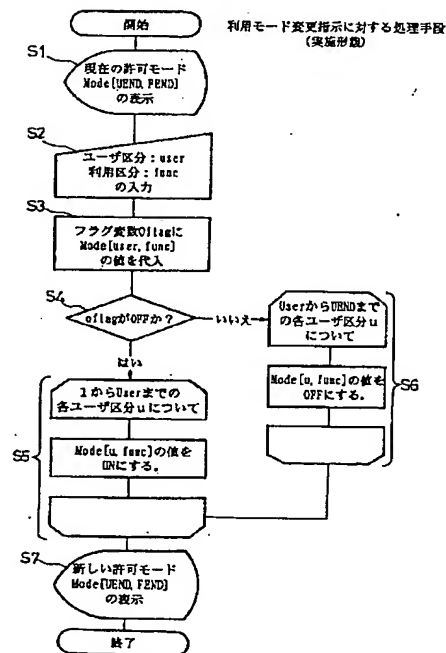 開始
利用モード変更指示に対する処理手段
(実施形態)
S1
現在の許可モード
Mode[UEND, FEND]
の表示
S2
ユーザ区分：user
利用区分：func
の入力
S3
フラグ変数Oflagに
Mode[user, func]
の値を代入
S4
oflagがOFFか？
いいえ
はい
UserからUENDまで
の各ユーザ区分u
について
Mode[u, func]の値を
OFFにする。
S6
1からUserまでの
各ユーザ区分uについて
Mode[u, func]の値を
ONにする。
S5
S7
新しい許可モード
Mode[UEND, FEND]
の表示
終了